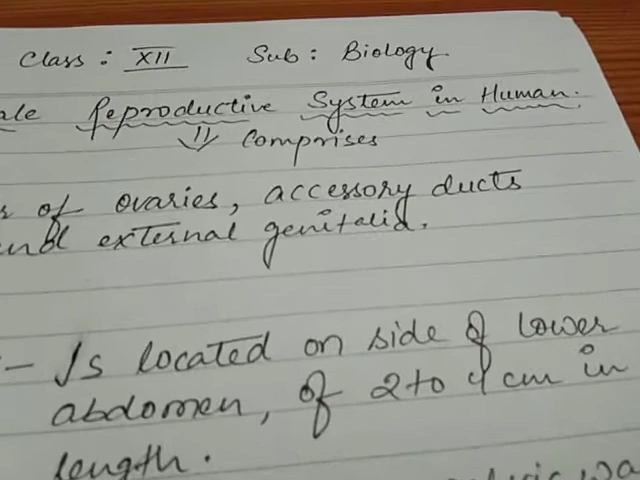 Class : XII Sub : Biology
ale Reproductive System in Human.
Comprises
s of ovaries, accessory ducts
external genitalia.
:- Is located on side of lower
abdomen, of 2 to 4 cm in
length.